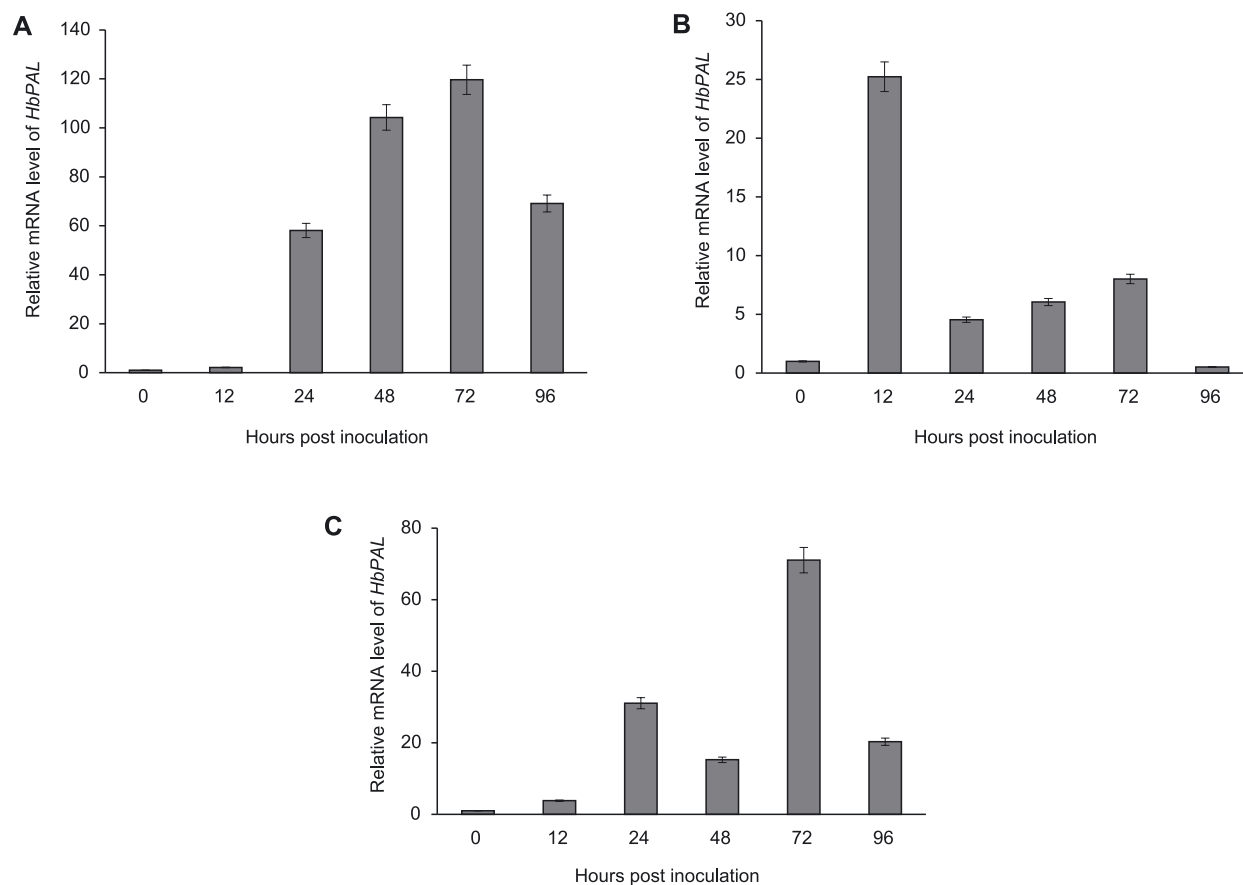 A
Relative mRNA level of HbPAL
140
120
100
80
60
40
20
0
0 12 24 48 72 96
Hours post inoculation
B
Relative mRNA level of HbPAL
30
25
20
15
10
5
0
0 12 24 48 72 96
Hours post inoculation
C
Relative mRNA level of HbPAL
80
60
40
20
0
0 12 24 48 72 96
Hours post inoculation